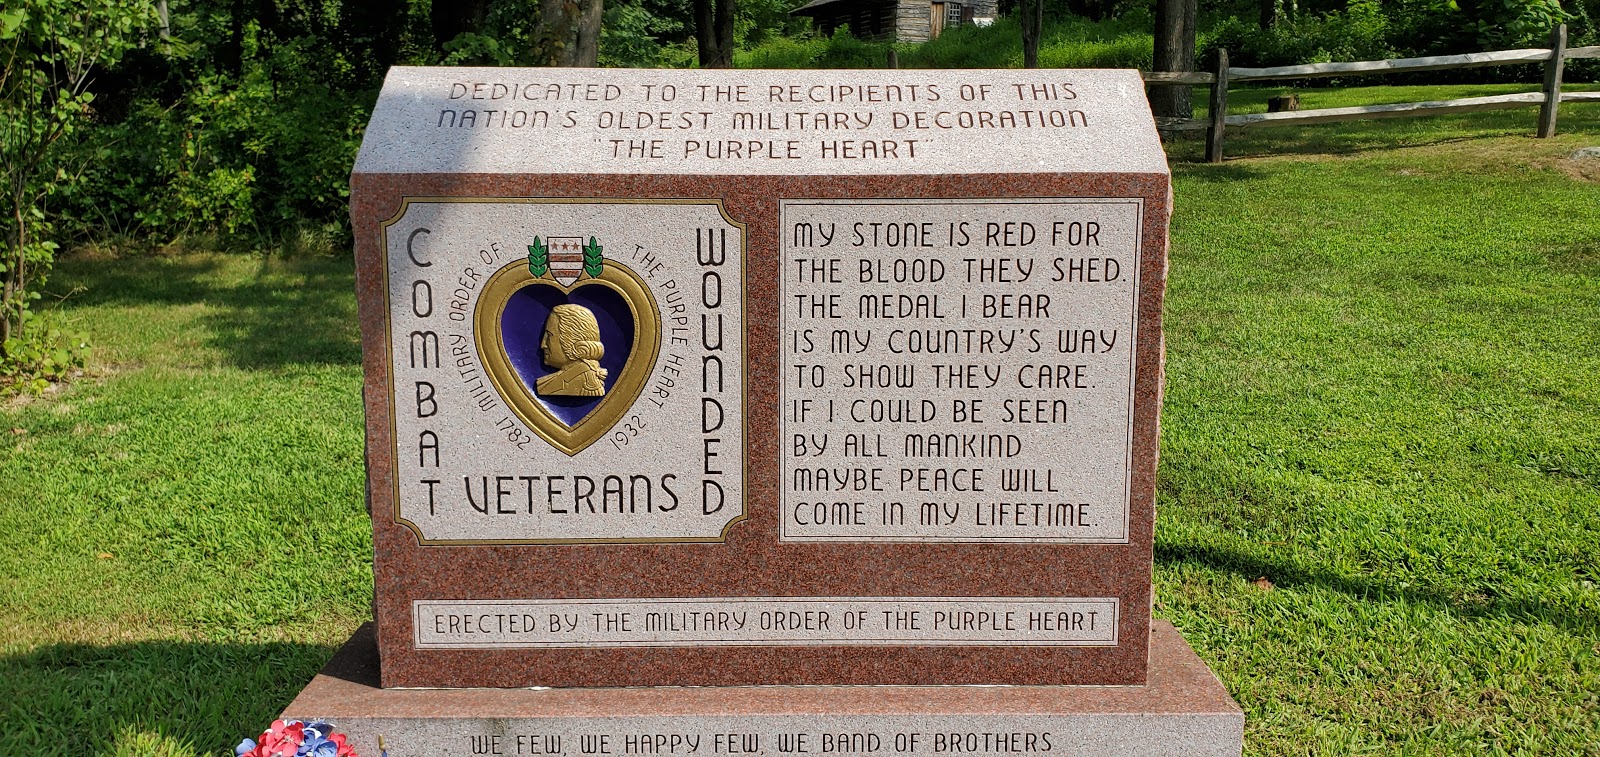 DEDICATED TO THE RECIPIENTS OF THIS
NATION'S OLDEST MILITARY DECORATION
"THE PURPLE HEART"
COMBAT
WOUNDED
VETERANS
1782 MILITARY ORDER OF
THE PURPLE HEART 1932
MY STONE IS RED FOR
THE BLOOD THEY SHED.
THE MEDAL I BEAR
IS MY COUNTRY'S WAY
TO SHOW THEY CARE.
IF I COULD BE SEEN
BY ALL MANKIND
MAYBE PEACE WILL
COME IN MY LIFETIME.
ERECTED BY THE MILITARY ORDER OF THE PURPLE HEART
WE FEW, WE HAPPY FEW, WE BAND OF BROTHERS